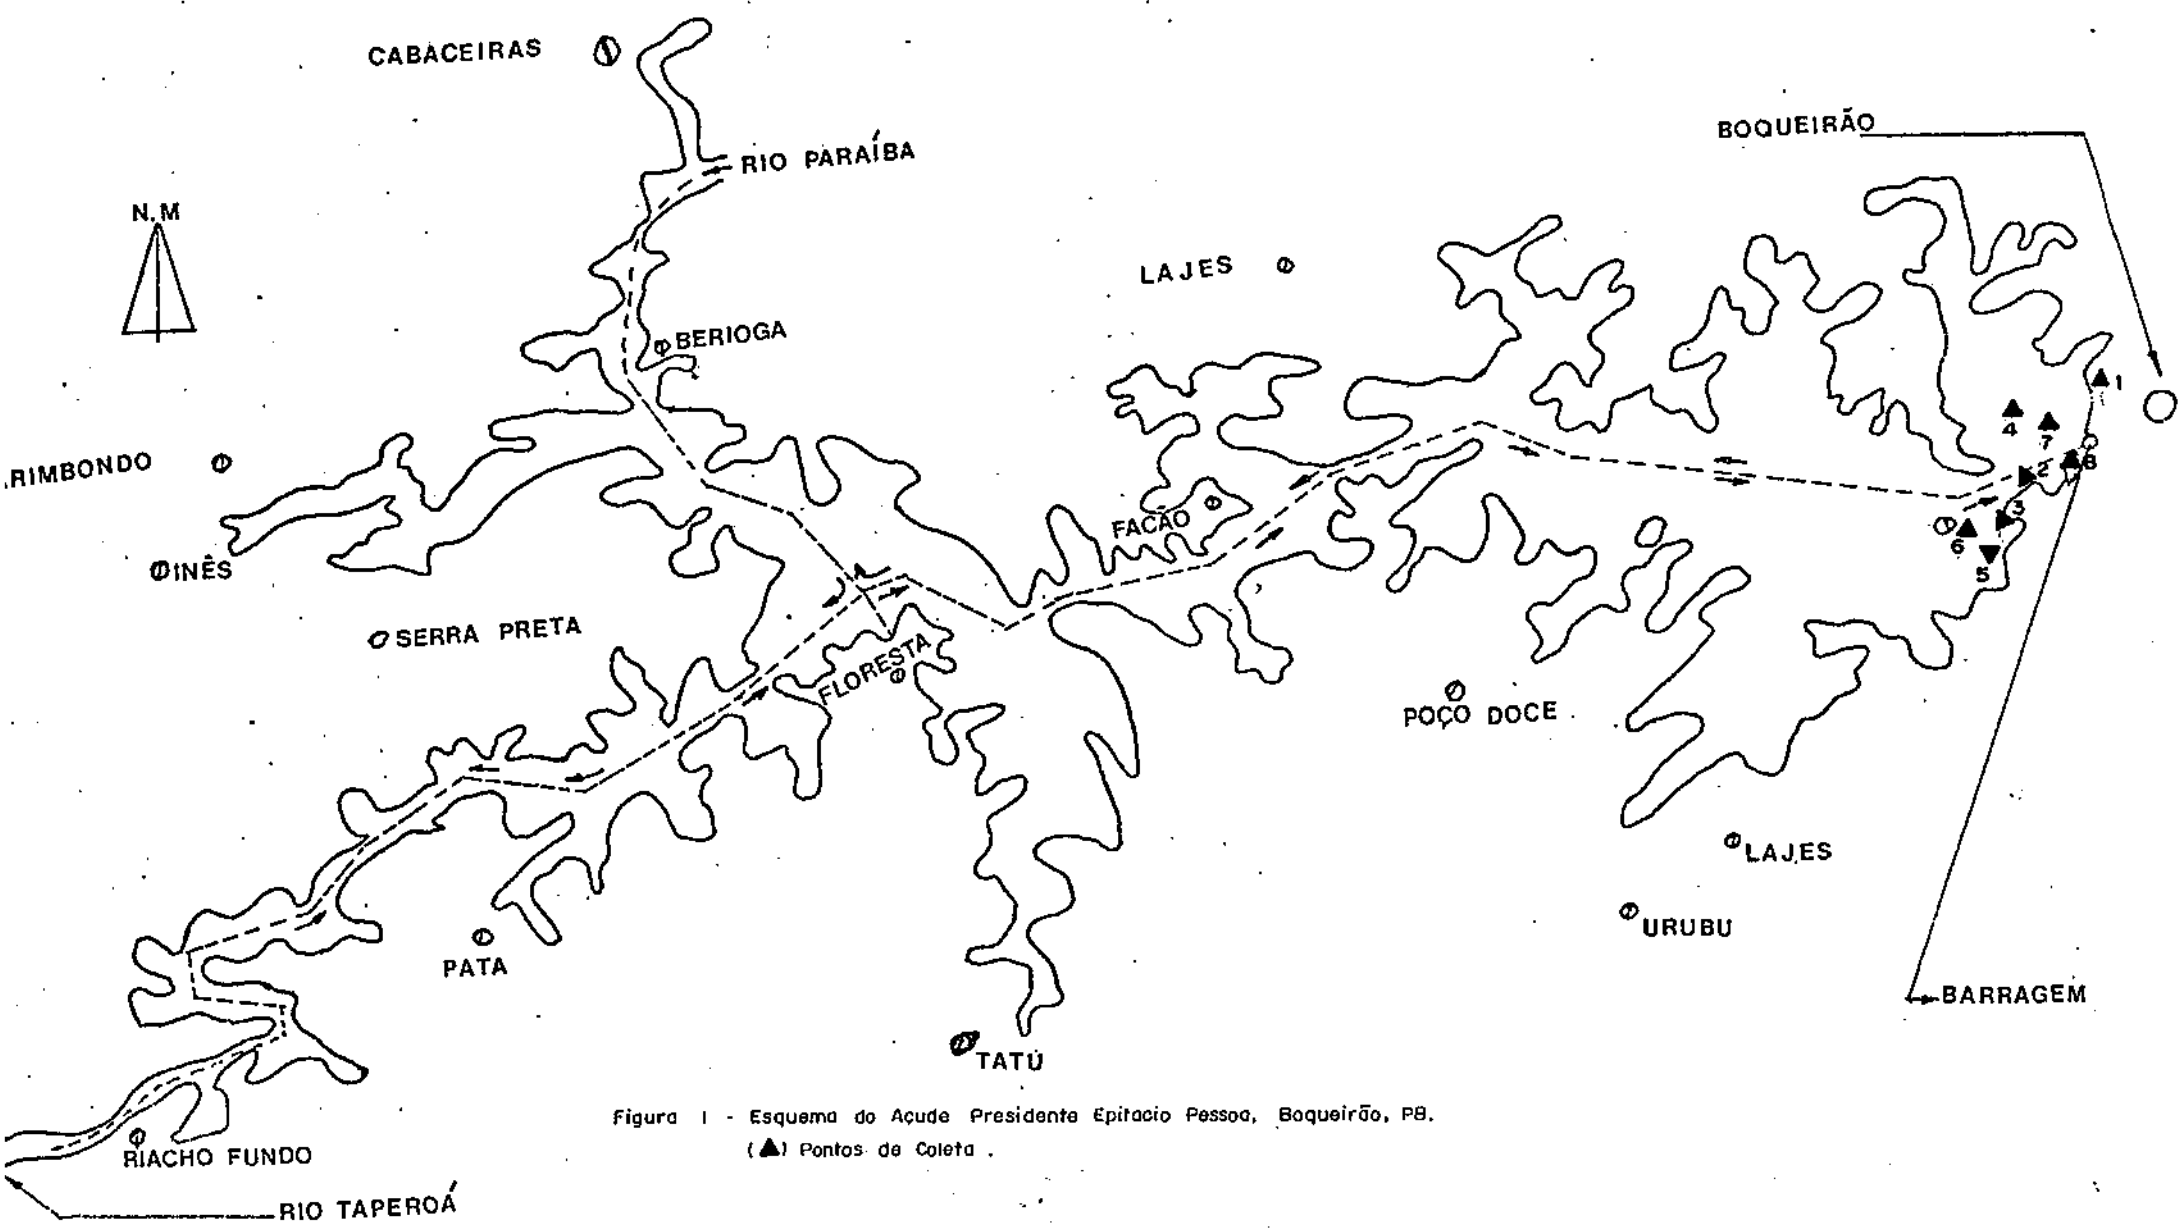 CABACEIRAS
RIO PARAÍBA
BOQUEIRÃO
N.M
LAJES
BERIOGA
1
4
7
RIMBONDO
2
8
FACÃO
3
6
5
INÊS
SERRA PRETA
FLORESTA
POÇO DOCE
LAJES
URUBU
PATA
BARRAGEM
TATÚ
Figura 1 - Esquema do Açude Presidente Epitacio Pessoa, Boqueirão, PB.
(▲) Pontos de Coleta .
RIACHO FUNDO
RIO TAPEROÁ